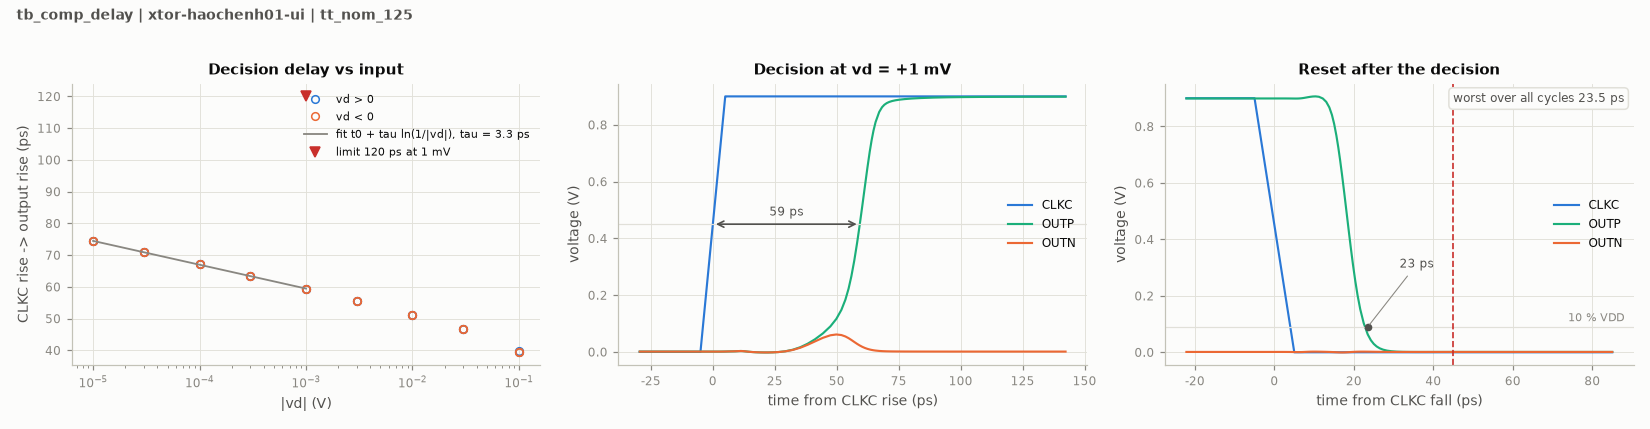 tb_comp_delay | xtor-haochenh01-ui | tt_nom_125
Decision delay vs input
CLKC rise -> output rise (ps)
120
110
100
90
80
70
60
50
40
vd > 0
vd < 0
fit t0 + tau ln(1/|vd|), tau = 3.3 ps
limit 120 ps at 1 mV
10⁻⁵
10⁻⁴
10⁻³
10⁻²
10⁻¹
|vd| (V)
Decision at vd = +1 mV
voltage (V)
0.8
0.6
0.4
0.2
0.0
59 ps
CLKC
OUTP
OUTN
-25
0
25
50
75
100
125
150
time from CLKC rise (ps)
Reset after the decision
voltage (V)
0.8
0.6
0.4
0.2
0.0
worst over all cycles 23.5 ps
CLKC
OUTP
OUTN
23 ps
10 % VDD
-20
0
20
40
60
80
time from CLKC fall (ps)